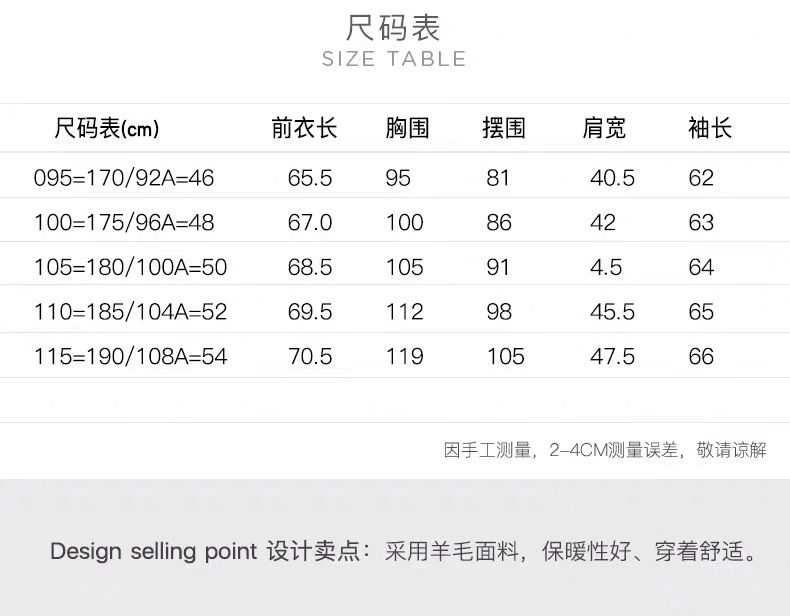 尺码表
SIZE TABLE
尺码表(cm) 前衣长 胸围 摆围 肩宽 袖长
095=170/92A=46 65.5 95 81 40.5 62
100=175/96A=48 67.0 100 86 42 63
105=180/100A=50 68.5 105 91 4.5 64
110=185/104A=52 69.5 112 98 45.5 65
115=190/108A=54 70.5 119 105 47.5 66
因手工测量，2-4CM测量误差，敬请谅解
Design selling point 设计卖点：采用羊毛面料，保暖性好、穿着舒适。